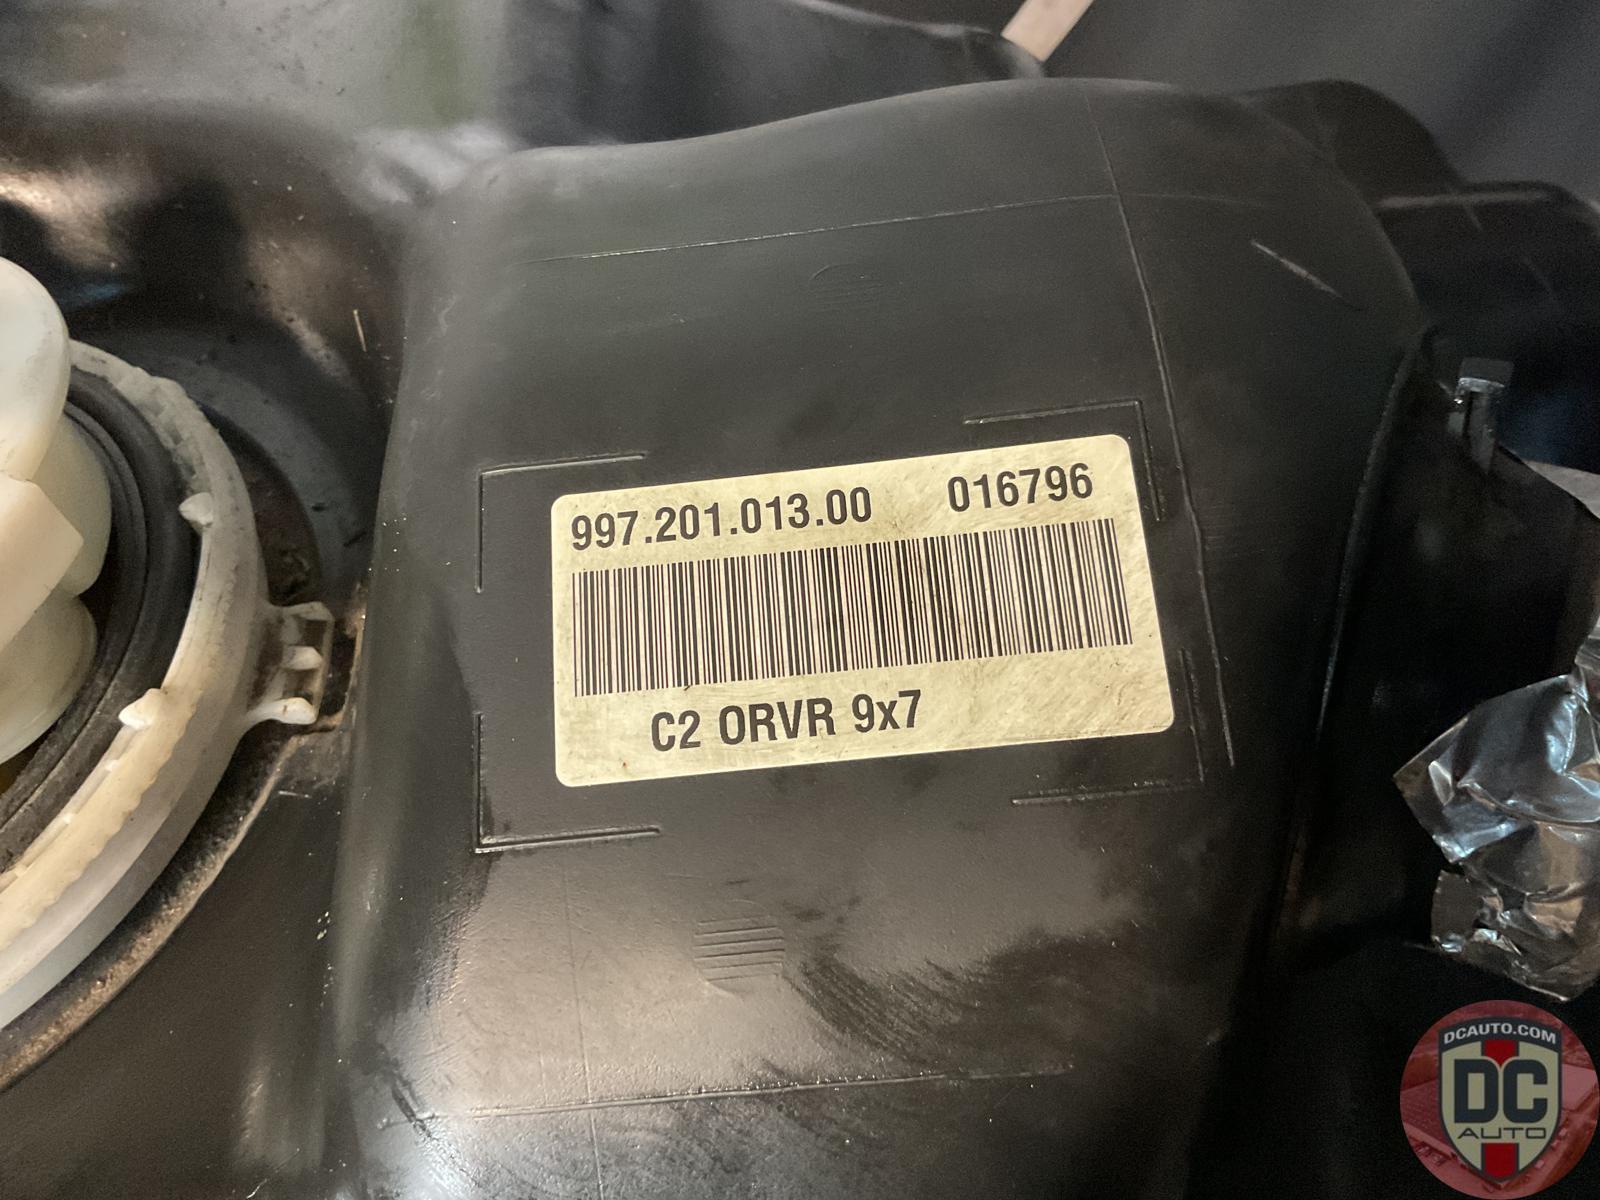 997.201.013.00 016796
C2 ORVR 9x7
DCAUTO.COM
DC
AUTO